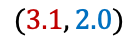 (3.1, 2.0)